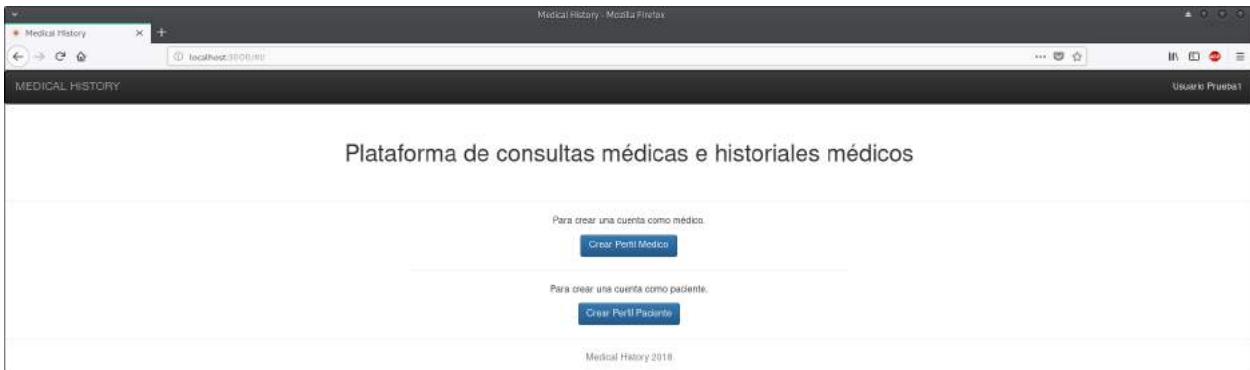 Medical History - Mozilla Firefox
Medical History
localhost:3000/#!/
MEDICAL HISTORY
Usuario Prueba1
Plataforma de consultas médicas e historiales médicos
Para crear una cuenta como médico.
Crear Perfil Medico
Para crear una cuenta como paciente.
Crear Perfil Paciente
Medical History 2018